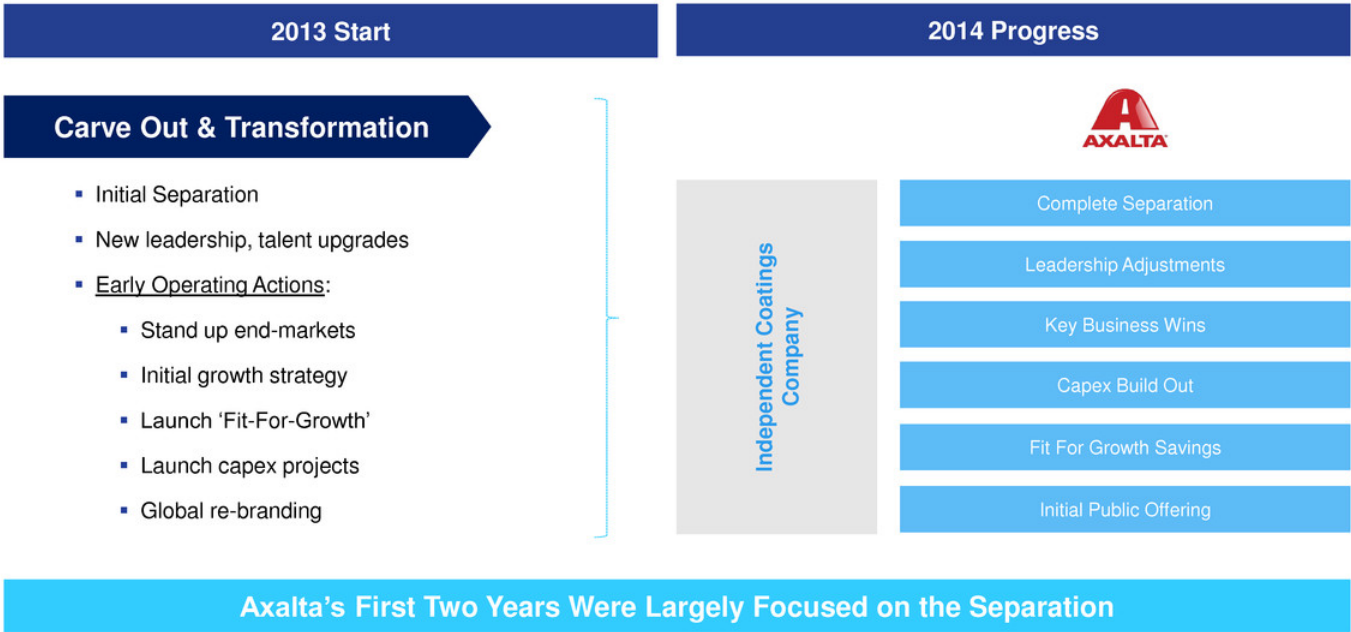 2013 Start
Carve Out & Transformation
▪ Initial Separation
▪ New leadership, talent upgrades
▪ Early Operating Actions:
▪ Stand up end-markets
▪ Initial growth strategy
▪ Launch ‘Fit-For-Growth’
▪ Launch capex projects
▪ Global re-branding
2014 Progress
A
AXALTA
Independent Coatings
Company
Complete Separation
Leadership Adjustments
Key Business Wins
Capex Build Out
Fit For Growth Savings
Initial Public Offering
Axalta’s First Two Years Were Largely Focused on the Separation